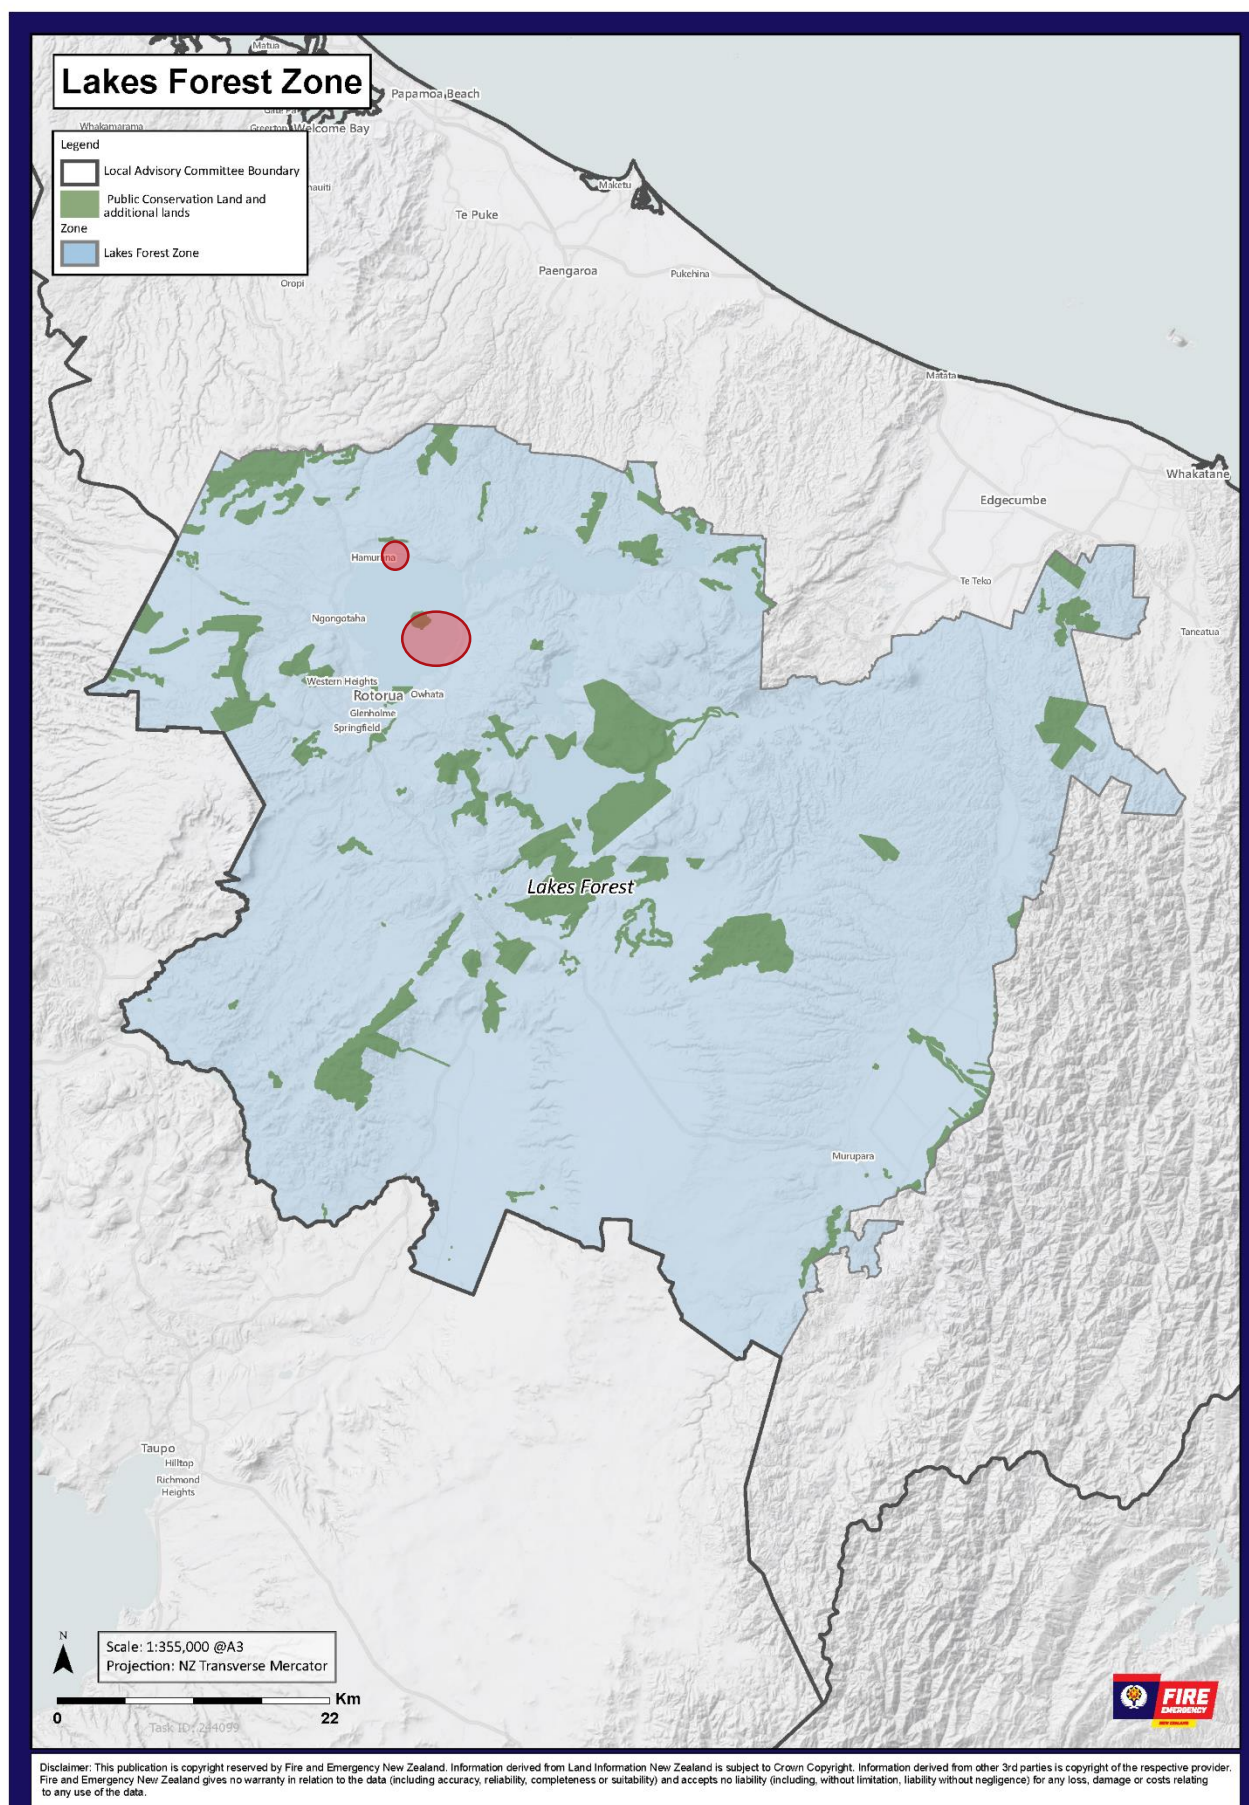 Matua
Lakes Forest Zone
Papamoa Beach
Whakamarama
Greerton
Welcome Bay
Legend
Local Advisory Committee Boundary
Public Conservation Land and
additional lands
Zone
Lakes Forest Zone
Maketu
Te Puke
Paengaroa
Pukehina
Oropi
Matata
Whakatane
Edgecumbe
Hamurana
Te Teko
Ngongotaha
Taneatua
Western Heights
Rotorua
Owhata
Glenholme
Springfield
Lakes Forest
Murupara
Taupo
Hilltop
Richmond
Heights
N
Scale: 1:355,000 @A3
Projection: NZ Transverse Mercator
Km
0 22
Task ID: 244099
FIRE
EMERGENCY
NEW ZEALAND
Disclaimer: This publication is copyright reserved by Fire and Emergency New Zealand. Information derived from Land Information New Zealand is subject to Crown Copyright. Information derived from other 3rd parties is copyright of the respective provider.
Fire and Emergency New Zealand gives no warranty in relation to the data (including accuracy, reliability, completeness or suitability) and accepts no liability (including, without limitation, liability without negligence) for any loss, damage or costs relating
to any use of the data.